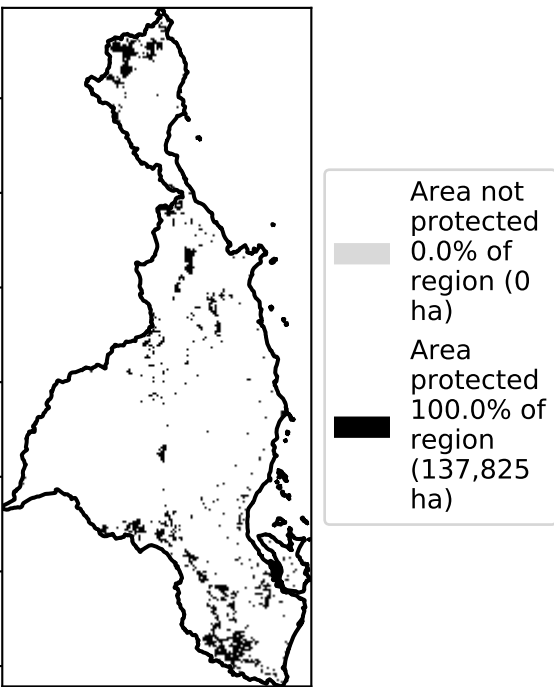 Area not
protected
0.0% of
region (0
ha)
Area
protected
100.0% of
region
(137,825
ha)